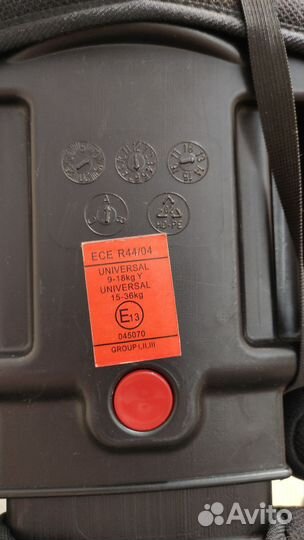 A
HD-PE
ECE R44/04
UNIVERSAL
9-18kg Y
UNIVERSAL
15-36kg
E13
045070
GROUP I,II,III
Avito